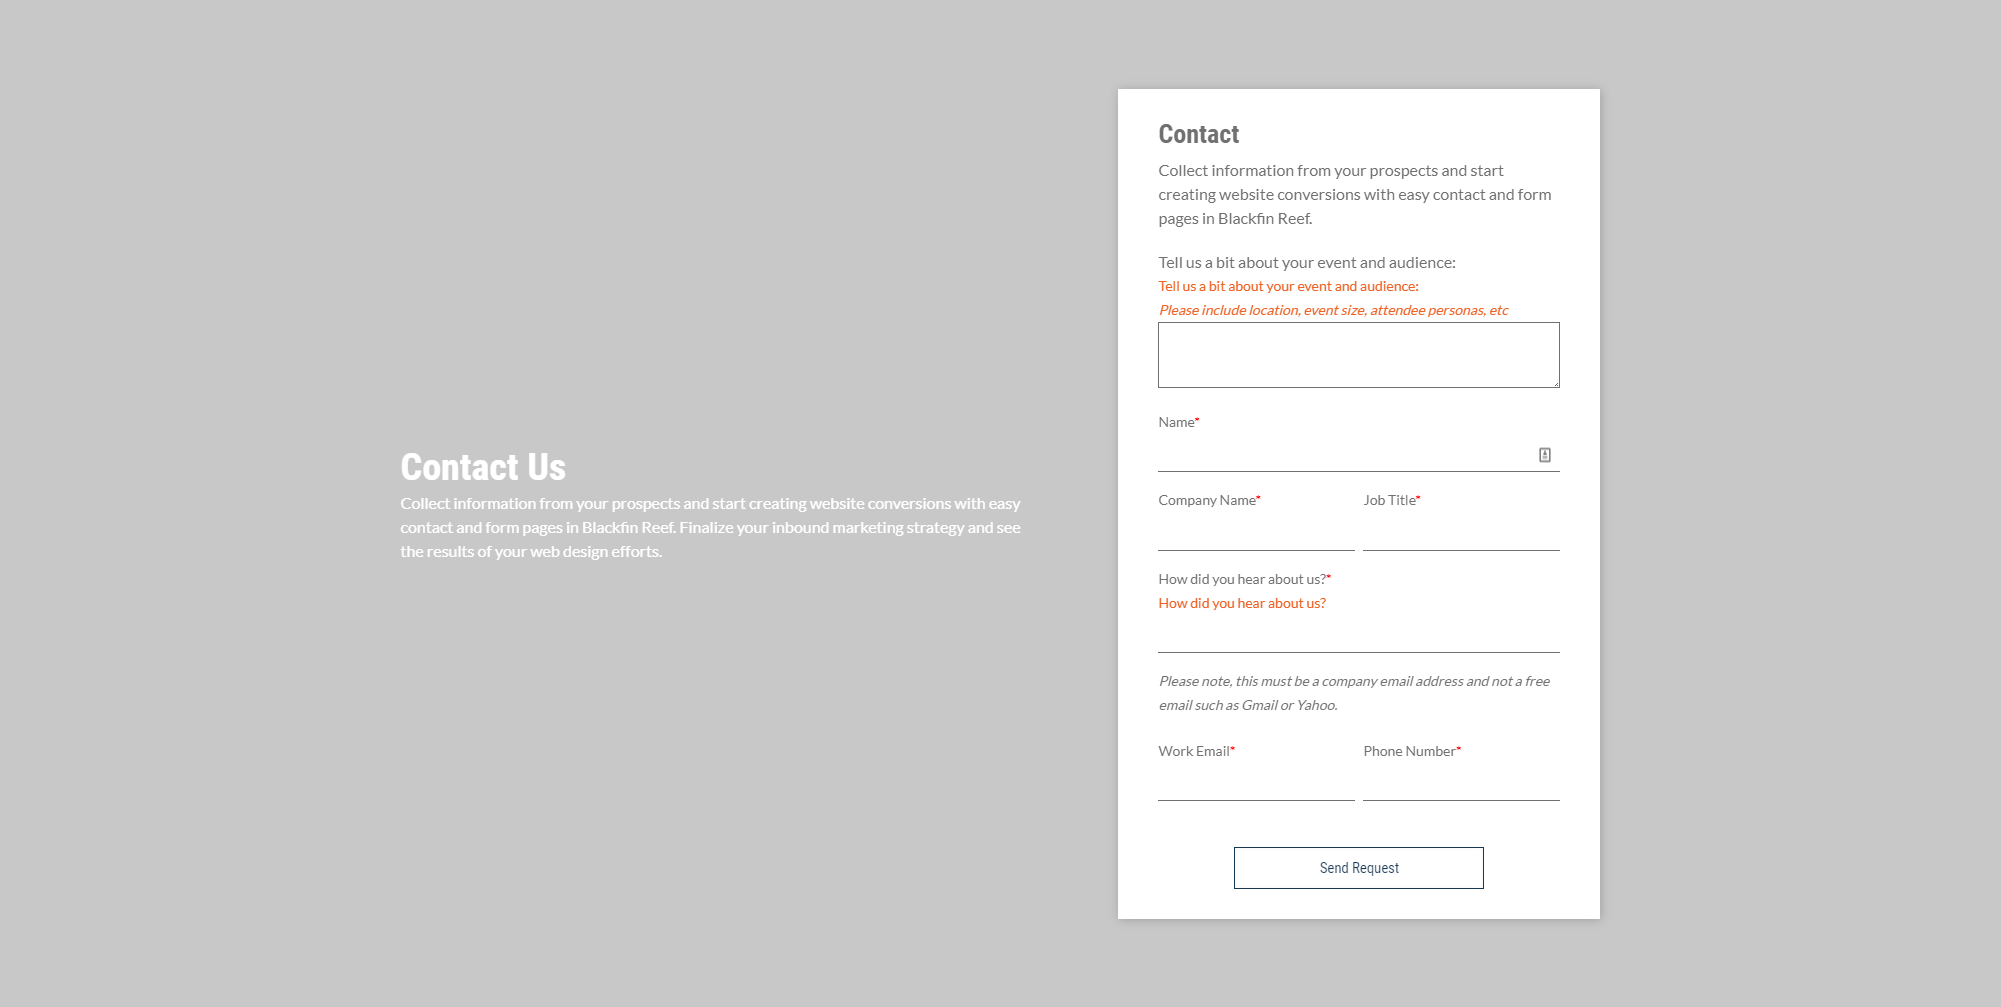 Contact Us
Collect information from your prospects and start creating website conversions with easy
contact and form pages in Blackfin Reef. Finalize your inbound marketing strategy and see
the results of your web design efforts.
Contact
Collect information from your prospects and start
creating website conversions with easy contact and form
pages in Blackfin Reef.
Tell us a bit about your event and audience:
Tell us a bit about your event and audience:
Please include location, event size, attendee personas, etc
Name*
Company Name* Job Title*
How did you hear about us?*
How did you hear about us?
Please note, this must be a company email address and not a free
email such as Gmail or Yahoo.
Work Email* Phone Number*
Send Request